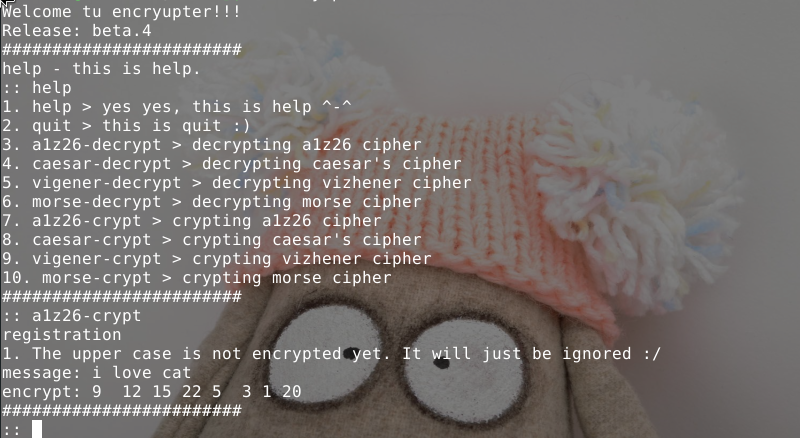 Welcome tu encryupter!!!
Release: beta.4
########################
help - this is help.
:: help
1. help > yes yes, this is help ^-^
2. quit > this is quit :)
3. a1z26-decrypt > decrypting a1z26 cipher
4. caesar-decrypt > decrypting caesar's cipher
5. vigener-decrypt > decrypting vizhener cipher
6. morse-decrypt > decrypting morse cipher
7. a1z26-crypt > crypting a1z26 cipher
8. caesar-crypt > crypting caesar's cipher
9. vigener-crypt > crypting vizhener cipher
10. morse-crypt > crypting morse cipher
########################
:: a1z26-crypt
registration
1. The upper case is not encrypted yet. It will just be ignored :/
message: i love cat
encrypt: 9  12 15 22 5  3 1 20
########################
::